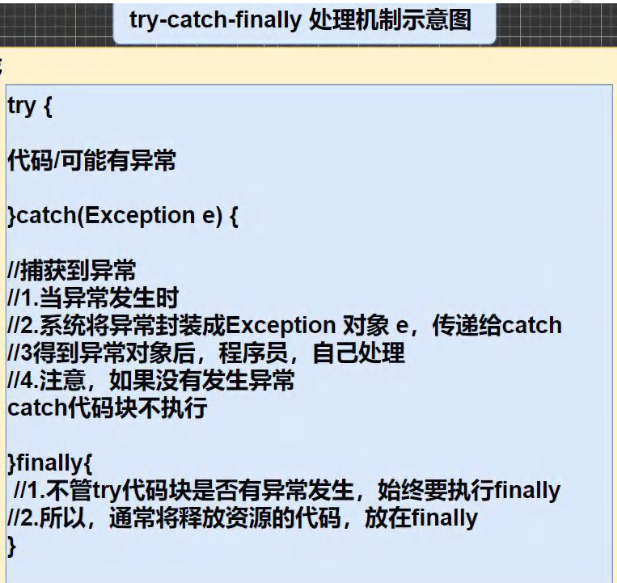 try-catch-finally 处理机制示意图
try {
代码/可能有异常
}catch(Exception e) {
//捕获到异常
//1.当异常发生时
//2.系统将异常封装成Exception 对象 e，传递给catch
//3得到异常对象后，程序员，自己处理
//4.注意，如果没有发生异常
catch代码块不执行
}finally{
//1.不管try代码块是否有异常发生，始终要执行finally
//2.所以，通常将释放资源的代码，放在finally
}